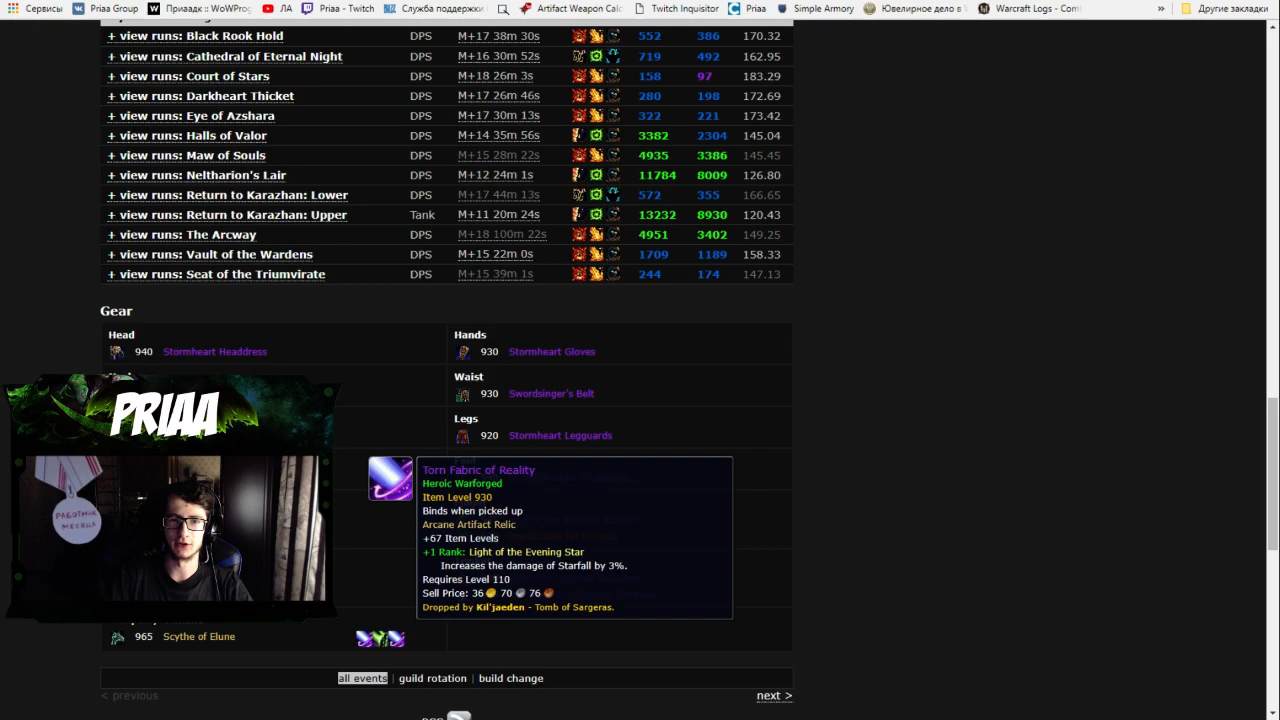 Сервисы Priaa Group Приаадк :: WoWProg ЛА Priaa - Twitch Служба поддержки Artifact Weapon Calc Twitch Inquisitor Priaa Simple Armory Ювелирное дело в Warcraft Logs - Com » Другие закладки
+ view runs: Black Rook Hold DPS M+17 38m 30s 552 386 170.32
+ view runs: Cathedral of Eternal Night DPS M+16 30m 52s 719 492 162.95
+ view runs: Court of Stars DPS M+18 26m 3s 158 97 183.29
+ view runs: Darkheart Thicket DPS M+17 26m 46s 280 198 172.69
+ view runs: Eye of Azshara DPS M+17 30m 13s 322 221 173.42
+ view runs: Halls of Valor DPS M+14 35m 56s 3382 2304 145.04
+ view runs: Maw of Souls DPS M+15 28m 22s 4935 3386 145.45
+ view runs: Neltharion's Lair DPS M+12 24m 1s 11784 8009 126.80
+ view runs: Return to Karazhan: Lower DPS M+17 44m 13s 572 355 166.65
+ view runs: Return to Karazhan: Upper Tank M+11 20m 24s 13232 8930 120.43
+ view runs: The Arcway DPS M+18 100m 22s 4951 3402 149.25
+ view runs: Vault of the Wardens DPS M+15 22m 0s 1709 1189 158.33
+ view runs: Seat of the Triumvirate DPS M+15 39m 1s 244 174 147.13
Gear
Head
940 Stormheart Headdress
Hands
930 Stormheart Gloves
Waist
930 Swordsinger's Belt
Legs
920 Stormheart Legguards
PRIAA
РАБОТНИК
МЕСЯЦА
Torn Fabric of Reality
Heroic Warforged
Item Level 930
Binds when picked up
Arcane Artifact Relic
+67 Item Levels
+1 Rank: Light of the Evening Star
Increases the damage of Starfall by 3%.
Requires Level 110
Sell Price: 36 70 76
Dropped by Kil'jaeden - Tomb of Sargeras.
965 Scythe of Elune
all events | guild rotation | build change
< previous
next >